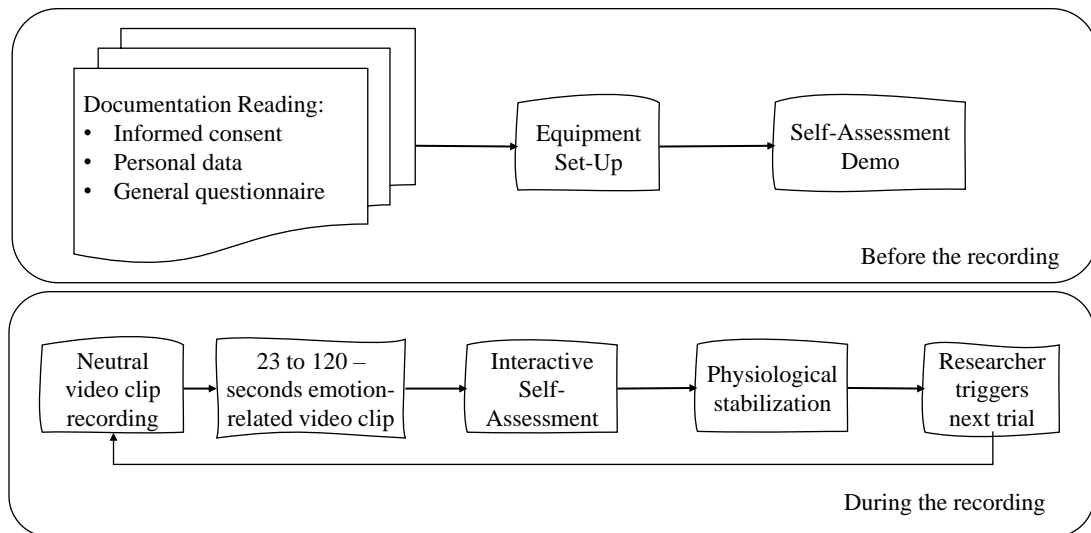 Documentation Reading:
• Informed consent
• Personal data
• General questionnaire
Equipment
Set-Up
Self-Assessment
Demo
Before the recording
Neutral
video clip
recording
23 to 120 –
seconds emotion-
related video clip
Interactive
Self-
Assessment
Physiological
stabilization
Researcher
triggers
next trial
During the recording